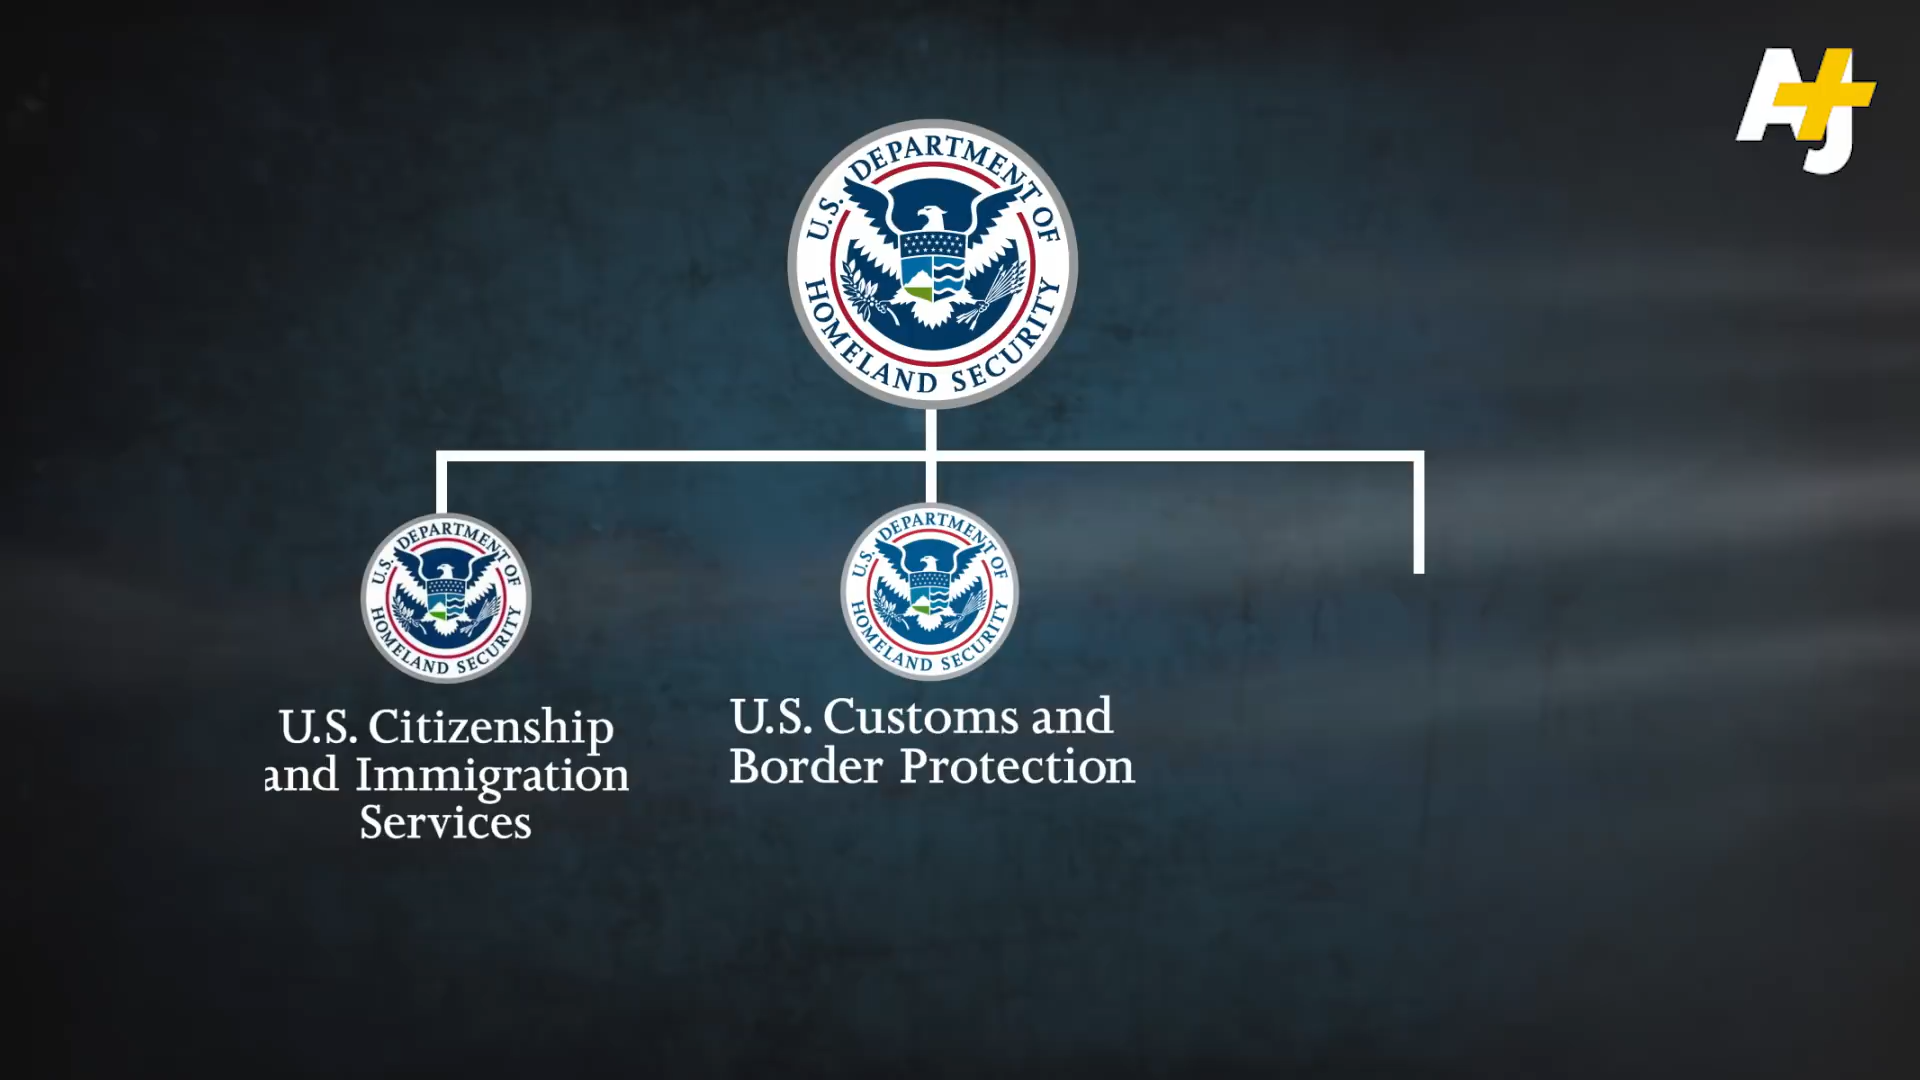 AJ+
U.S. DEPARTMENT OF
HOMELAND SECURITY
U.S. DEPARTMENT OF
HOMELAND SECURITY
U.S. Citizenship
and Immigration
Services
U.S. DEPARTMENT OF
HOMELAND SECURITY
U.S. Customs and
Border Protection